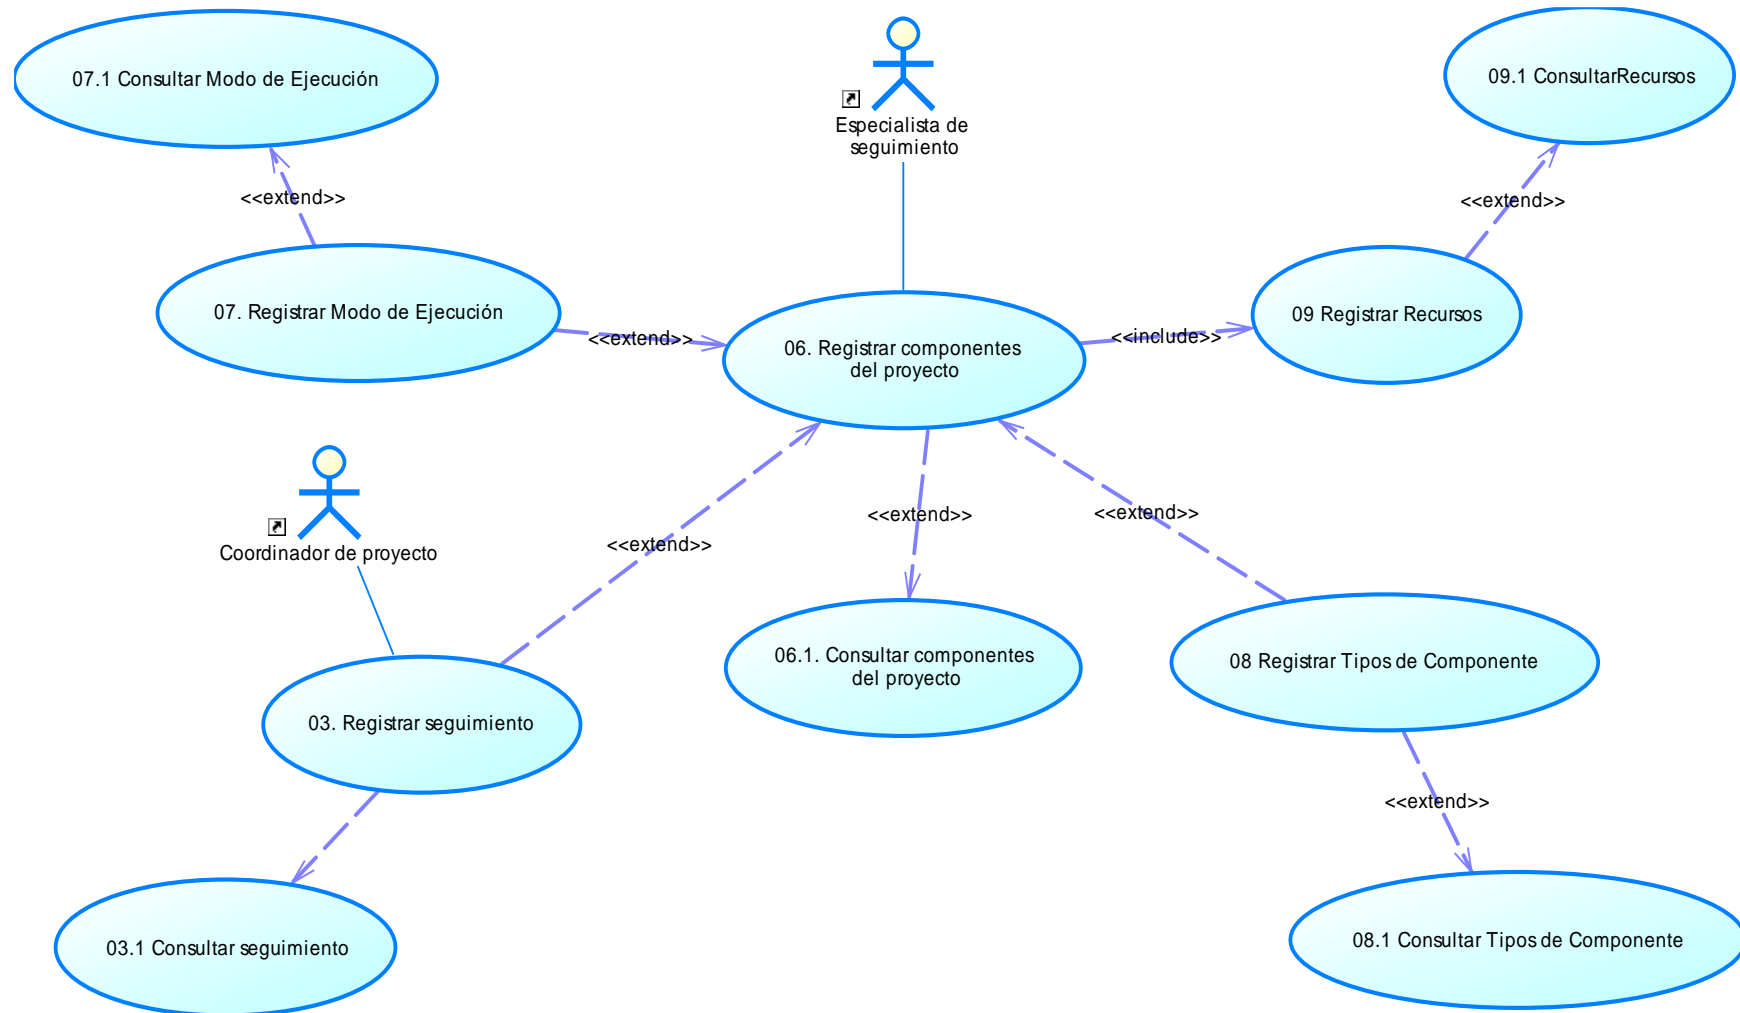 07.1 Consultar Modo de Ejecución
09.1 ConsultarRecursos
Especialista de
seguimiento
<<extend>>
<<extend>>
07. Registrar Modo de Ejecución
09 Registrar Recursos
<<extend>>
<<include>>
06. Registrar componentes
del proyecto
Coordinador de proyecto
<<extend>>
<<extend>>
<<extend>>
06.1. Consultar componentes
del proyecto
08 Registrar Tipos de Componente
03. Registrar seguimiento
<<extend>>
03.1 Consultar seguimiento
08.1 Consultar Tipos de Componente